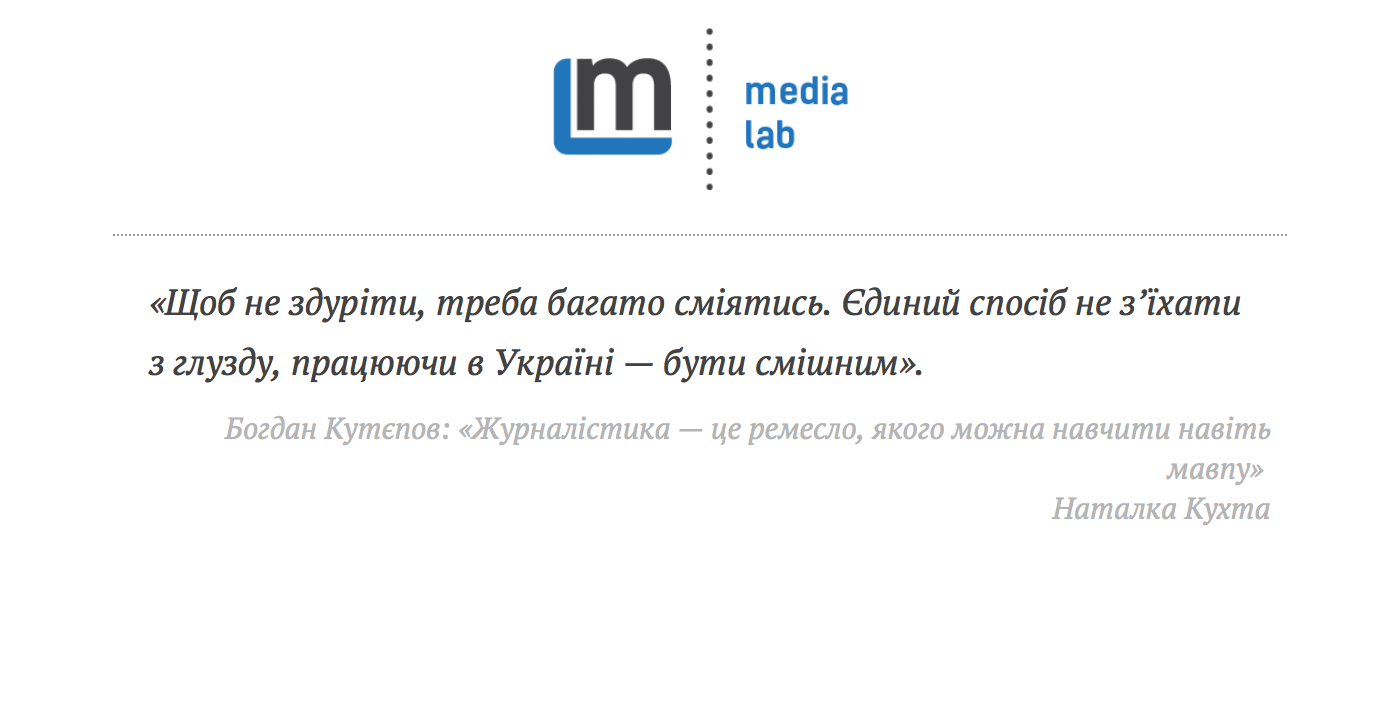 m
media
lab
«Щоб не здуріти, треба багато сміятись. Єдиний спосіб не з’їхати
з глузду, працюючи в Україні — бути смішним».
Богдан Кутєпов: «Журналістика — це ремесло, якого можна навчити навіть
мавпу»
Наталка Кухта